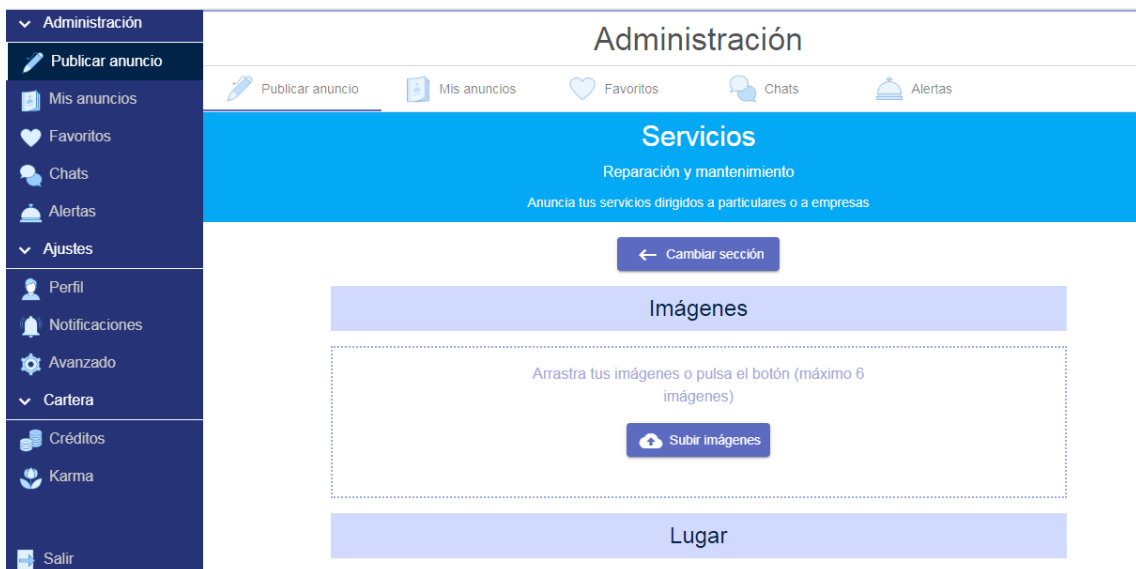 Administración
Publicar anuncio
Mis anuncios
Favoritos
Chats
Alertas
Ajustes
Perfil
Notificaciones
Avanzado
Cartera
Créditos
Karma
Salir
Administración
Publicar anuncio
Mis anuncios
Favoritos
Chats
Alertas
Servicios
Reparación y mantenimiento
Anuncia tus servicios dirigidos a particulares o a empresas
Cambiar sección
Imágenes
Arrastra tus imágenes o pulsa el botón (máximo 6
imágenes)
Subir imágenes
Lugar